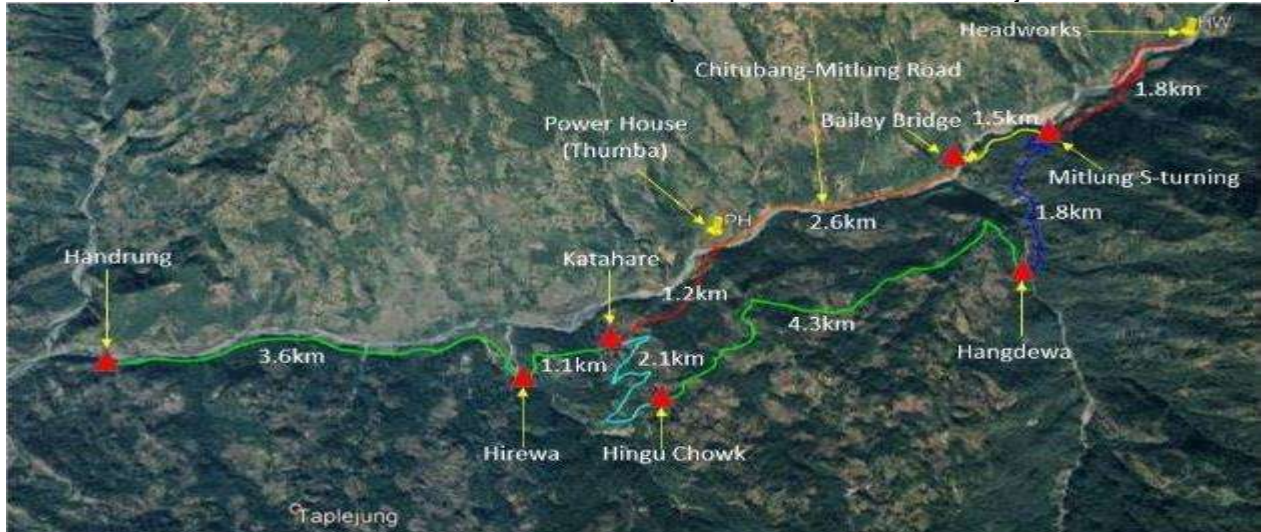 HW
Headworks
Chitubang-Mitlung Road
1.8km
Power House
(Thumba)
Bailey Bridge
1.5km
Mitlung S-turning
PH
2.6km
1.8km
Handrung
Katahare
1.2km
4.3km
3.6km
1.1km
2.1km
Hangdewa
Hirewa
Hingu Chowk
Taplejung